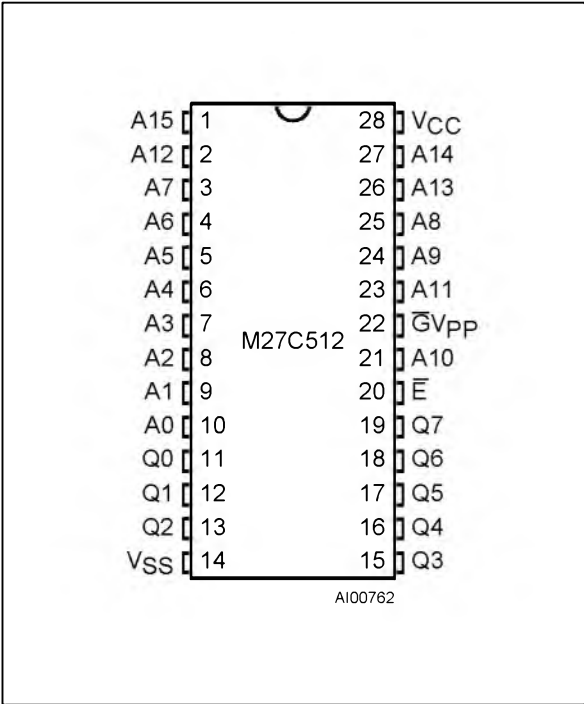 A15 1 28 VCC
A12 2 27 A14
A7 3 26 A13
A6 4 25 A8
A5 5 24 A9
A4 6 23 A11
A3 7 22 G̅VPP
M27C512
A2 8 21 A10
A1 9 20 E̅
A0 10 19 Q7
Q0 11 18 Q6
Q1 12 17 Q5
Q2 13 16 Q4
VSS 14 15 Q3
AI00762